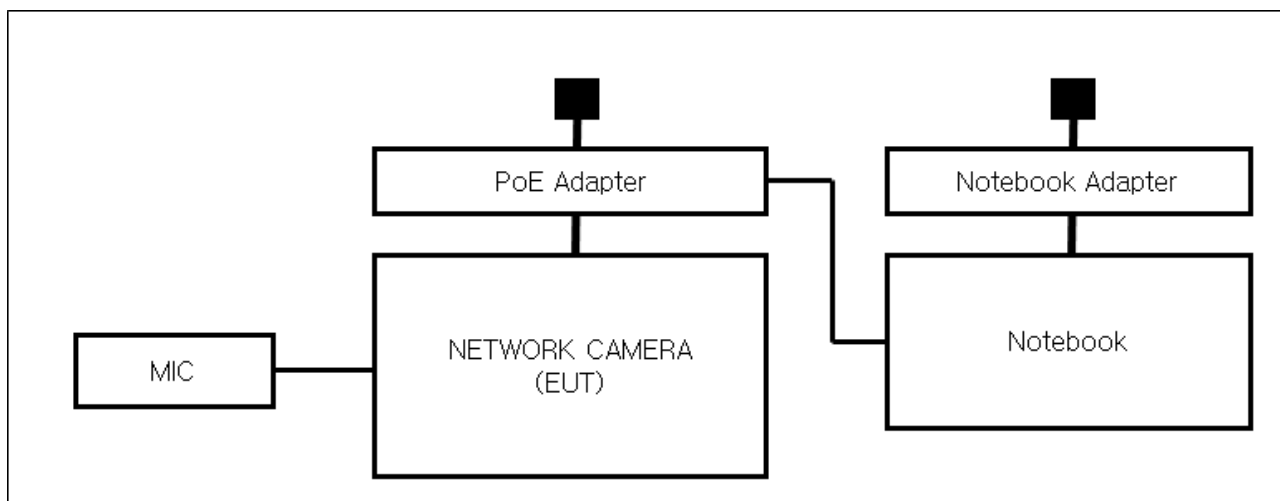 PoE Adapter
Notebook Adapter
NETWORK CAMERA
(EUT)
Notebook
MIC